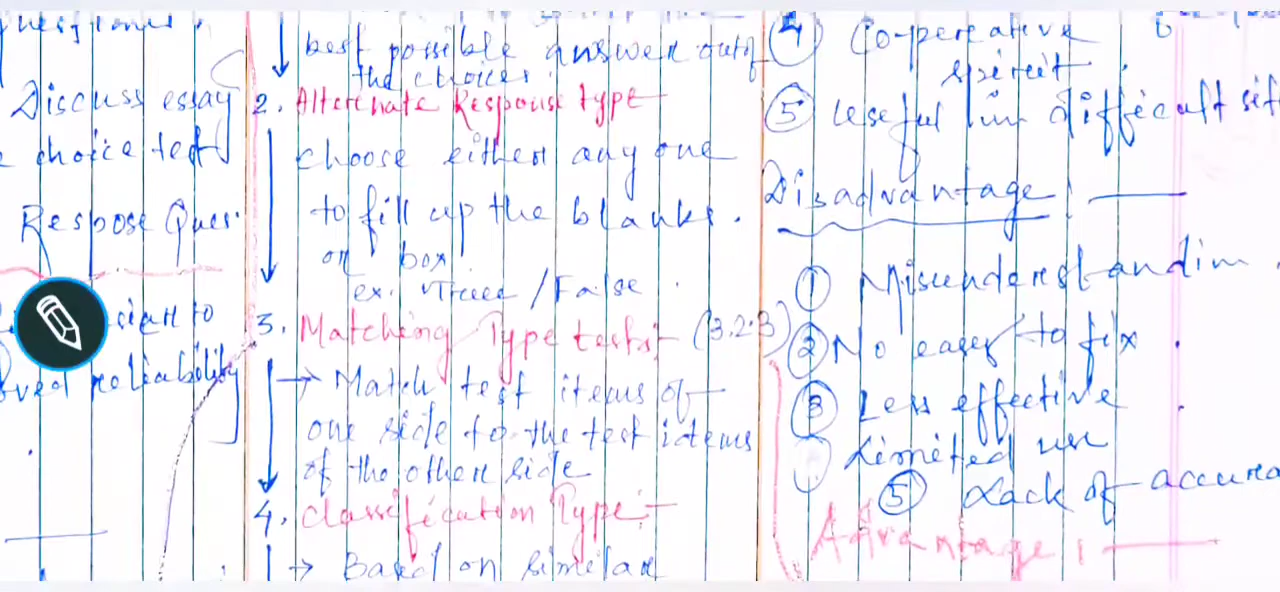 Discuss essay
choice test
Respose Ques.
to
reliability
best possible answer out of
the choices.
2. Alternate Response type
choose either any one
to fill up the blanks.
or box.
ex. True / False.
3. Matching Type tests:- (3.2.3)
→ Match test items of
one side to the test items
of the other side
4. Classification Type:-
→ Based on similar
4 Co-perative
spirit.
5 Useful in difficult
Disadvantage:
1 Misunderstandin.
2 No easey to fix.
3 Less effective.
Limited use
5 Lack of accura
Advantage: